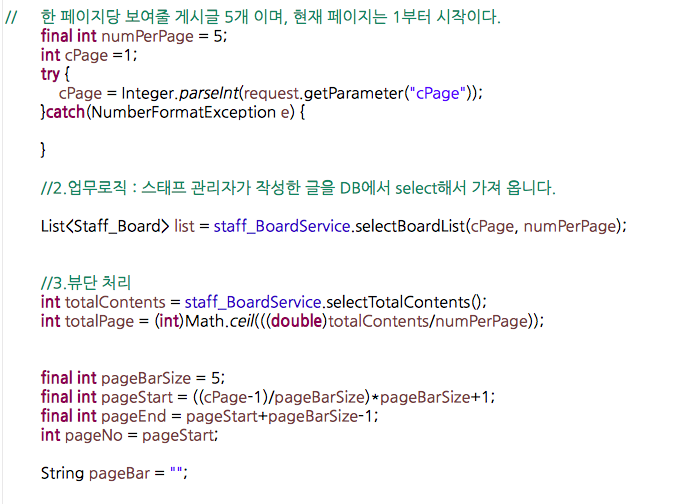 //	한 페이지당 보여줄 게시글 5개 이며, 현재 페이지는 1부터 시작이다.
final int numPerPage = 5;
int cPage =1;
try {
cPage = Integer.parseInt(request.getParameter("cPage"));
}catch(NumberFormatException e) {
}
//2.업무로직 : 스태프 관리자가 작성한 글을 DB에서 select해서 가져 옵니다.
List<Staff_Board> list = staff_BoardService.selectBoardList(cPage, numPerPage);
//3.뷰단 처리
int totalContents = staff_BoardService.selectTotalContents();
int totalPage = (int)Math.ceil(((double)totalContents/numPerPage));
final int pageBarSize = 5;
final int pageStart = ((cPage-1)/pageBarSize)*pageBarSize+1;
final int pageEnd = pageStart+pageBarSize-1;
int pageNo = pageStart;
String pageBar = "";